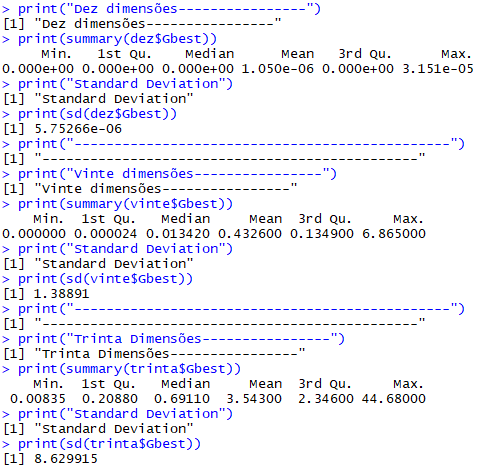 > print("Dez dimensões-----------------")
[1] "Dez dimensões-----------------"
> print(summary(dez$Gbest))
     Min.   1st Qu.    Median      Mean   3rd Qu.      Max.
0.000e+00 0.000e+00 0.000e+00 1.050e-06 0.000e+00 3.151e-05
> print("Standard Deviation")
[1] "Standard Deviation"
> print(sd(dez$Gbest))
[1] 5.75266e-06
> print("--------------------------------------------------")
[1] "--------------------------------------------------"
> print("Vinte dimensões-----------------")
[1] "Vinte dimensões-----------------"
> print(summary(vinte$Gbest))
    Min.  1st Qu.   Median     Mean  3rd Qu.     Max.
0.000000 0.000024 0.013420 0.432600 0.134900 6.865000
> print("Standard Deviation")
[1] "Standard Deviation"
> print(sd(vinte$Gbest))
[1] 1.38891
> print("--------------------------------------------------")
[1] "--------------------------------------------------"
> print("Trinta Dimensões-----------------")
[1] "Trinta Dimensões-----------------"
> print(summary(trinta$Gbest))
    Min.  1st Qu.   Median     Mean  3rd Qu.     Max.
 0.00835  0.20880  0.69110  3.54300  2.34600 44.68000
> print("Standard Deviation")
[1] "Standard Deviation"
> print(sd(trinta$Gbest))
[1] 8.629915